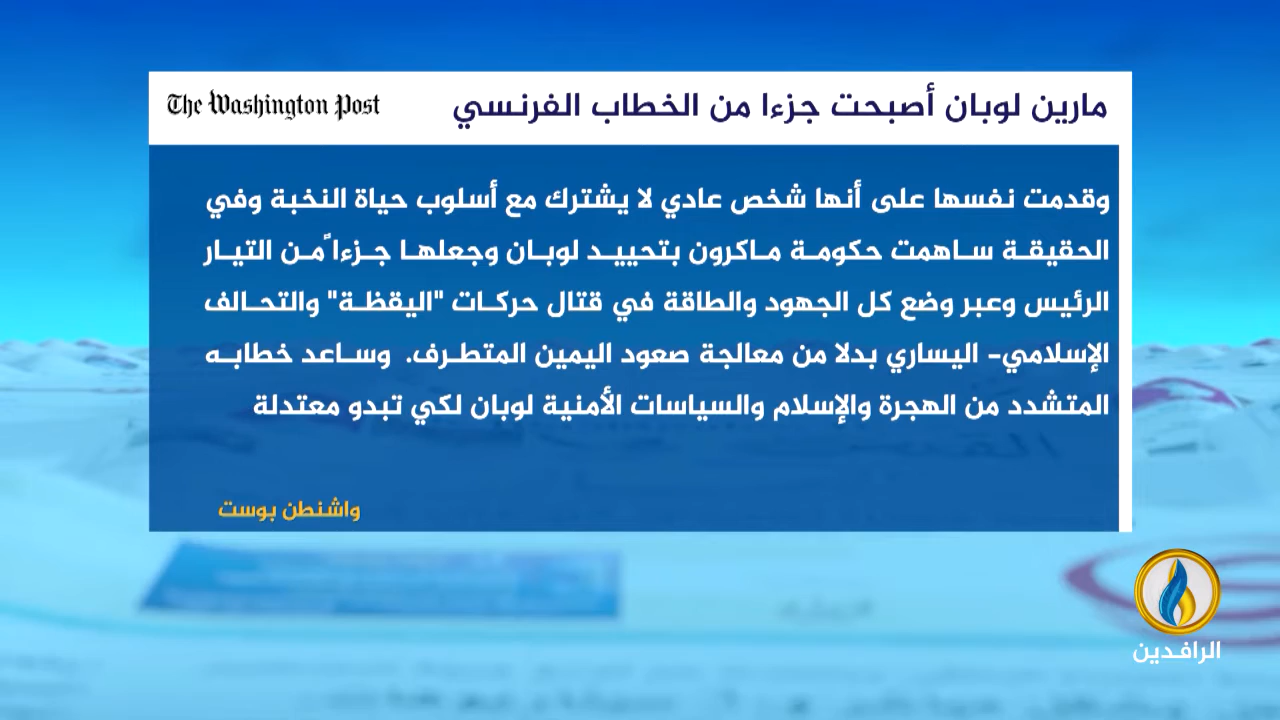 مارين لوبان أصبحت جزءا من الخطاب الفرنسي
The Washington Post
وقدمت نفسها على أنها شخص عادي لا يشترك مع أسلوب حياة النخبة وفي
الحقيقة ساهمت حكومة ماكرون بتحييد لوبان وجعلها جزءاً من التيار
الرئيس وعبر وضع كل الجهود والطاقة في قتال حركات "اليقظة" والتحالف
الإسلامي- اليساري بدلا من معالجة صعود اليمين المتطرف. وساعد خطابه
المتشدد من الهجرة والإسلام والسياسات الأمنية لوبان لكي تبدو معتدلة
واشنطن بوست
الرافدين